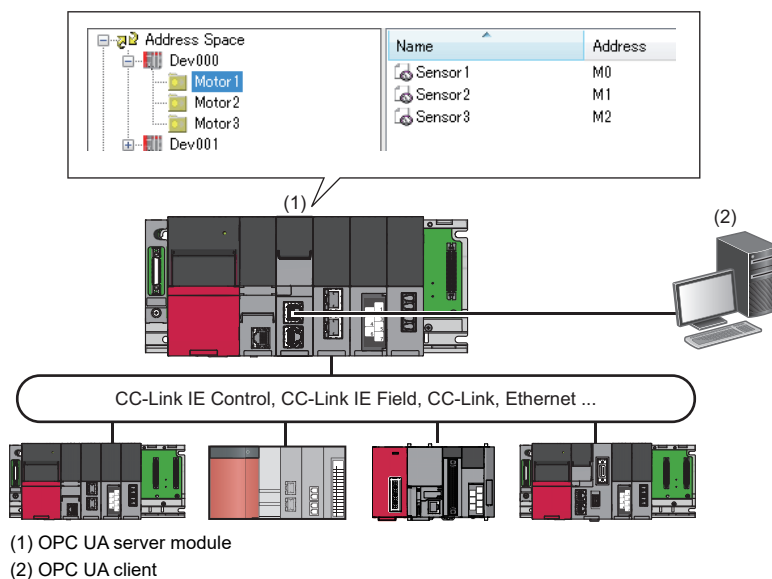 Address Space
Dev000
Motor1
Motor2
Motor3
Dev001
Name Address
Sensor1 M0
Sensor2 M1
Sensor3 M2
(1)
(2)
CC-Link IE Control, CC-Link IE Field, CC-Link, Ethernet ...
(1) OPC UA server module
(2) OPC UA client